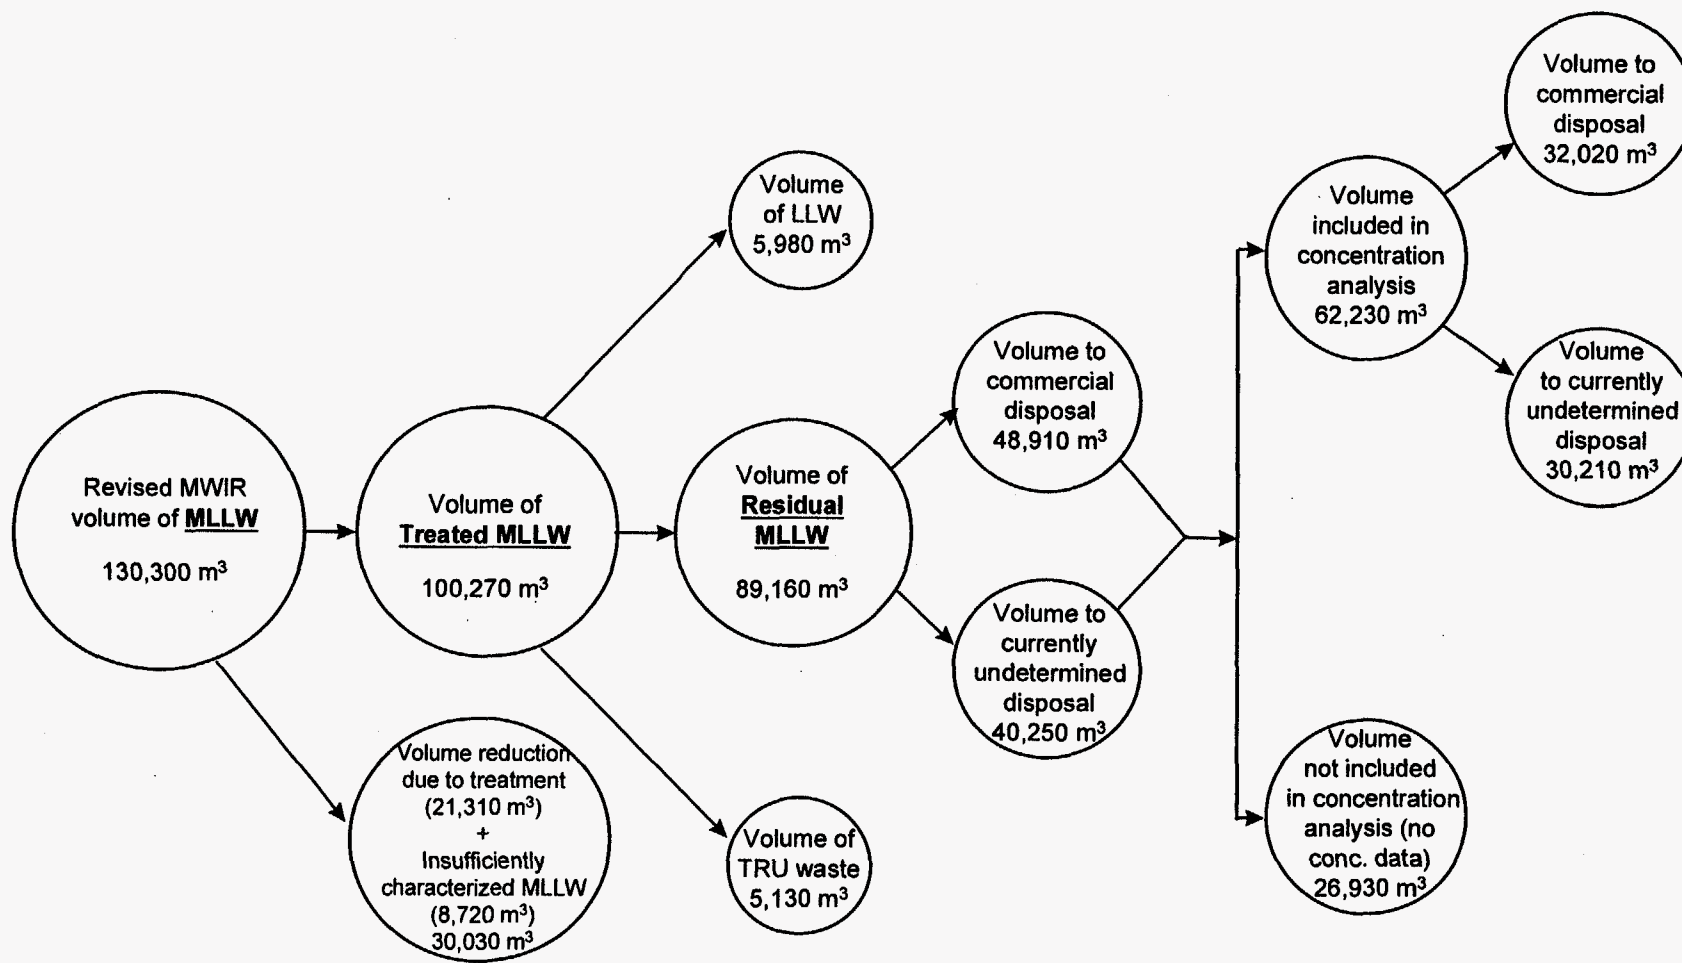 Revised MWIR
volume of MLLW
130,300 m³
Volume reduction
due to treatment
(21,310 m³)
+
Insufficiently
characterized MLLW
(8,720 m³)
30,030 m³
Volume of
Treated MLLW
100,270 m³
Volume
of LLW
5,980 m³
Volume of
TRU waste
5,130 m³
Volume of
Residual
MLLW
89,160 m³
Volume to
commercial
disposal
48,910 m³
Volume to
currently
undetermined
disposal
40,250 m³
Volume
included in
concentration
analysis
62,230 m³
Volume
not included
in concentration
analysis (no
conc. data)
26,930 m³
Volume to
commercial
disposal
32,020 m³
Volume
to currently
undetermined
disposal
30,210 m³